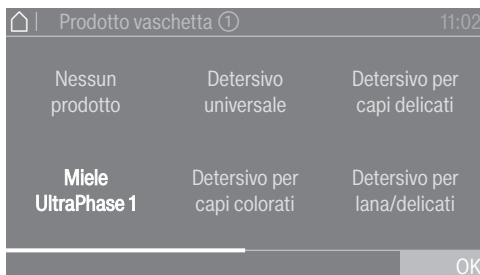 Prodotto vaschetta ① 11:02
Nessun Detersivo Detersivo per
prodotto universale capi delicati
Miele Detersivo per Detersivo per
UltraPhase 1 capi colorati lana/delicati
OK